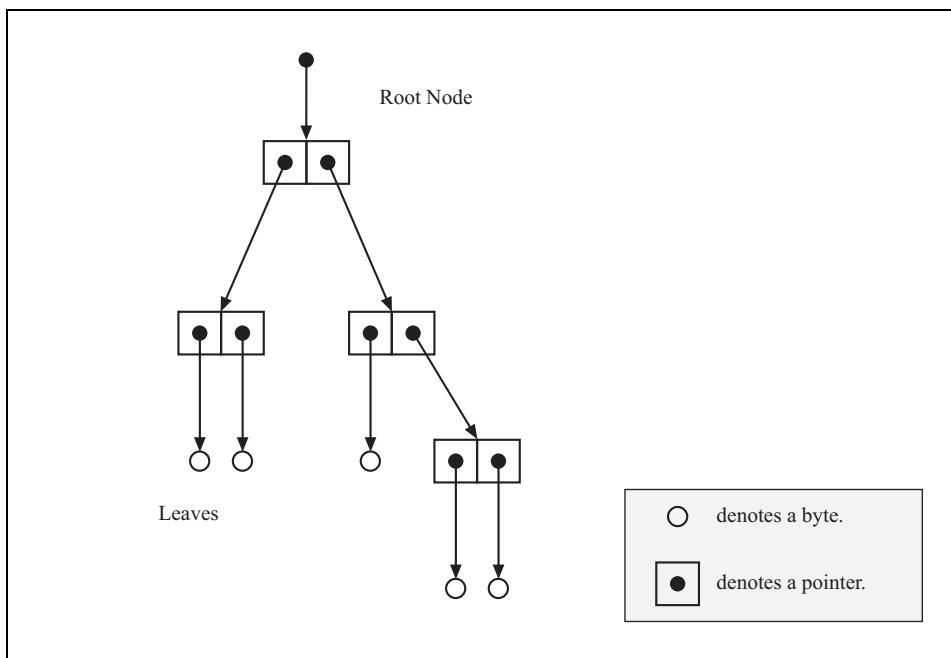 Root Node
Leaves
denotes a byte.
denotes a pointer.